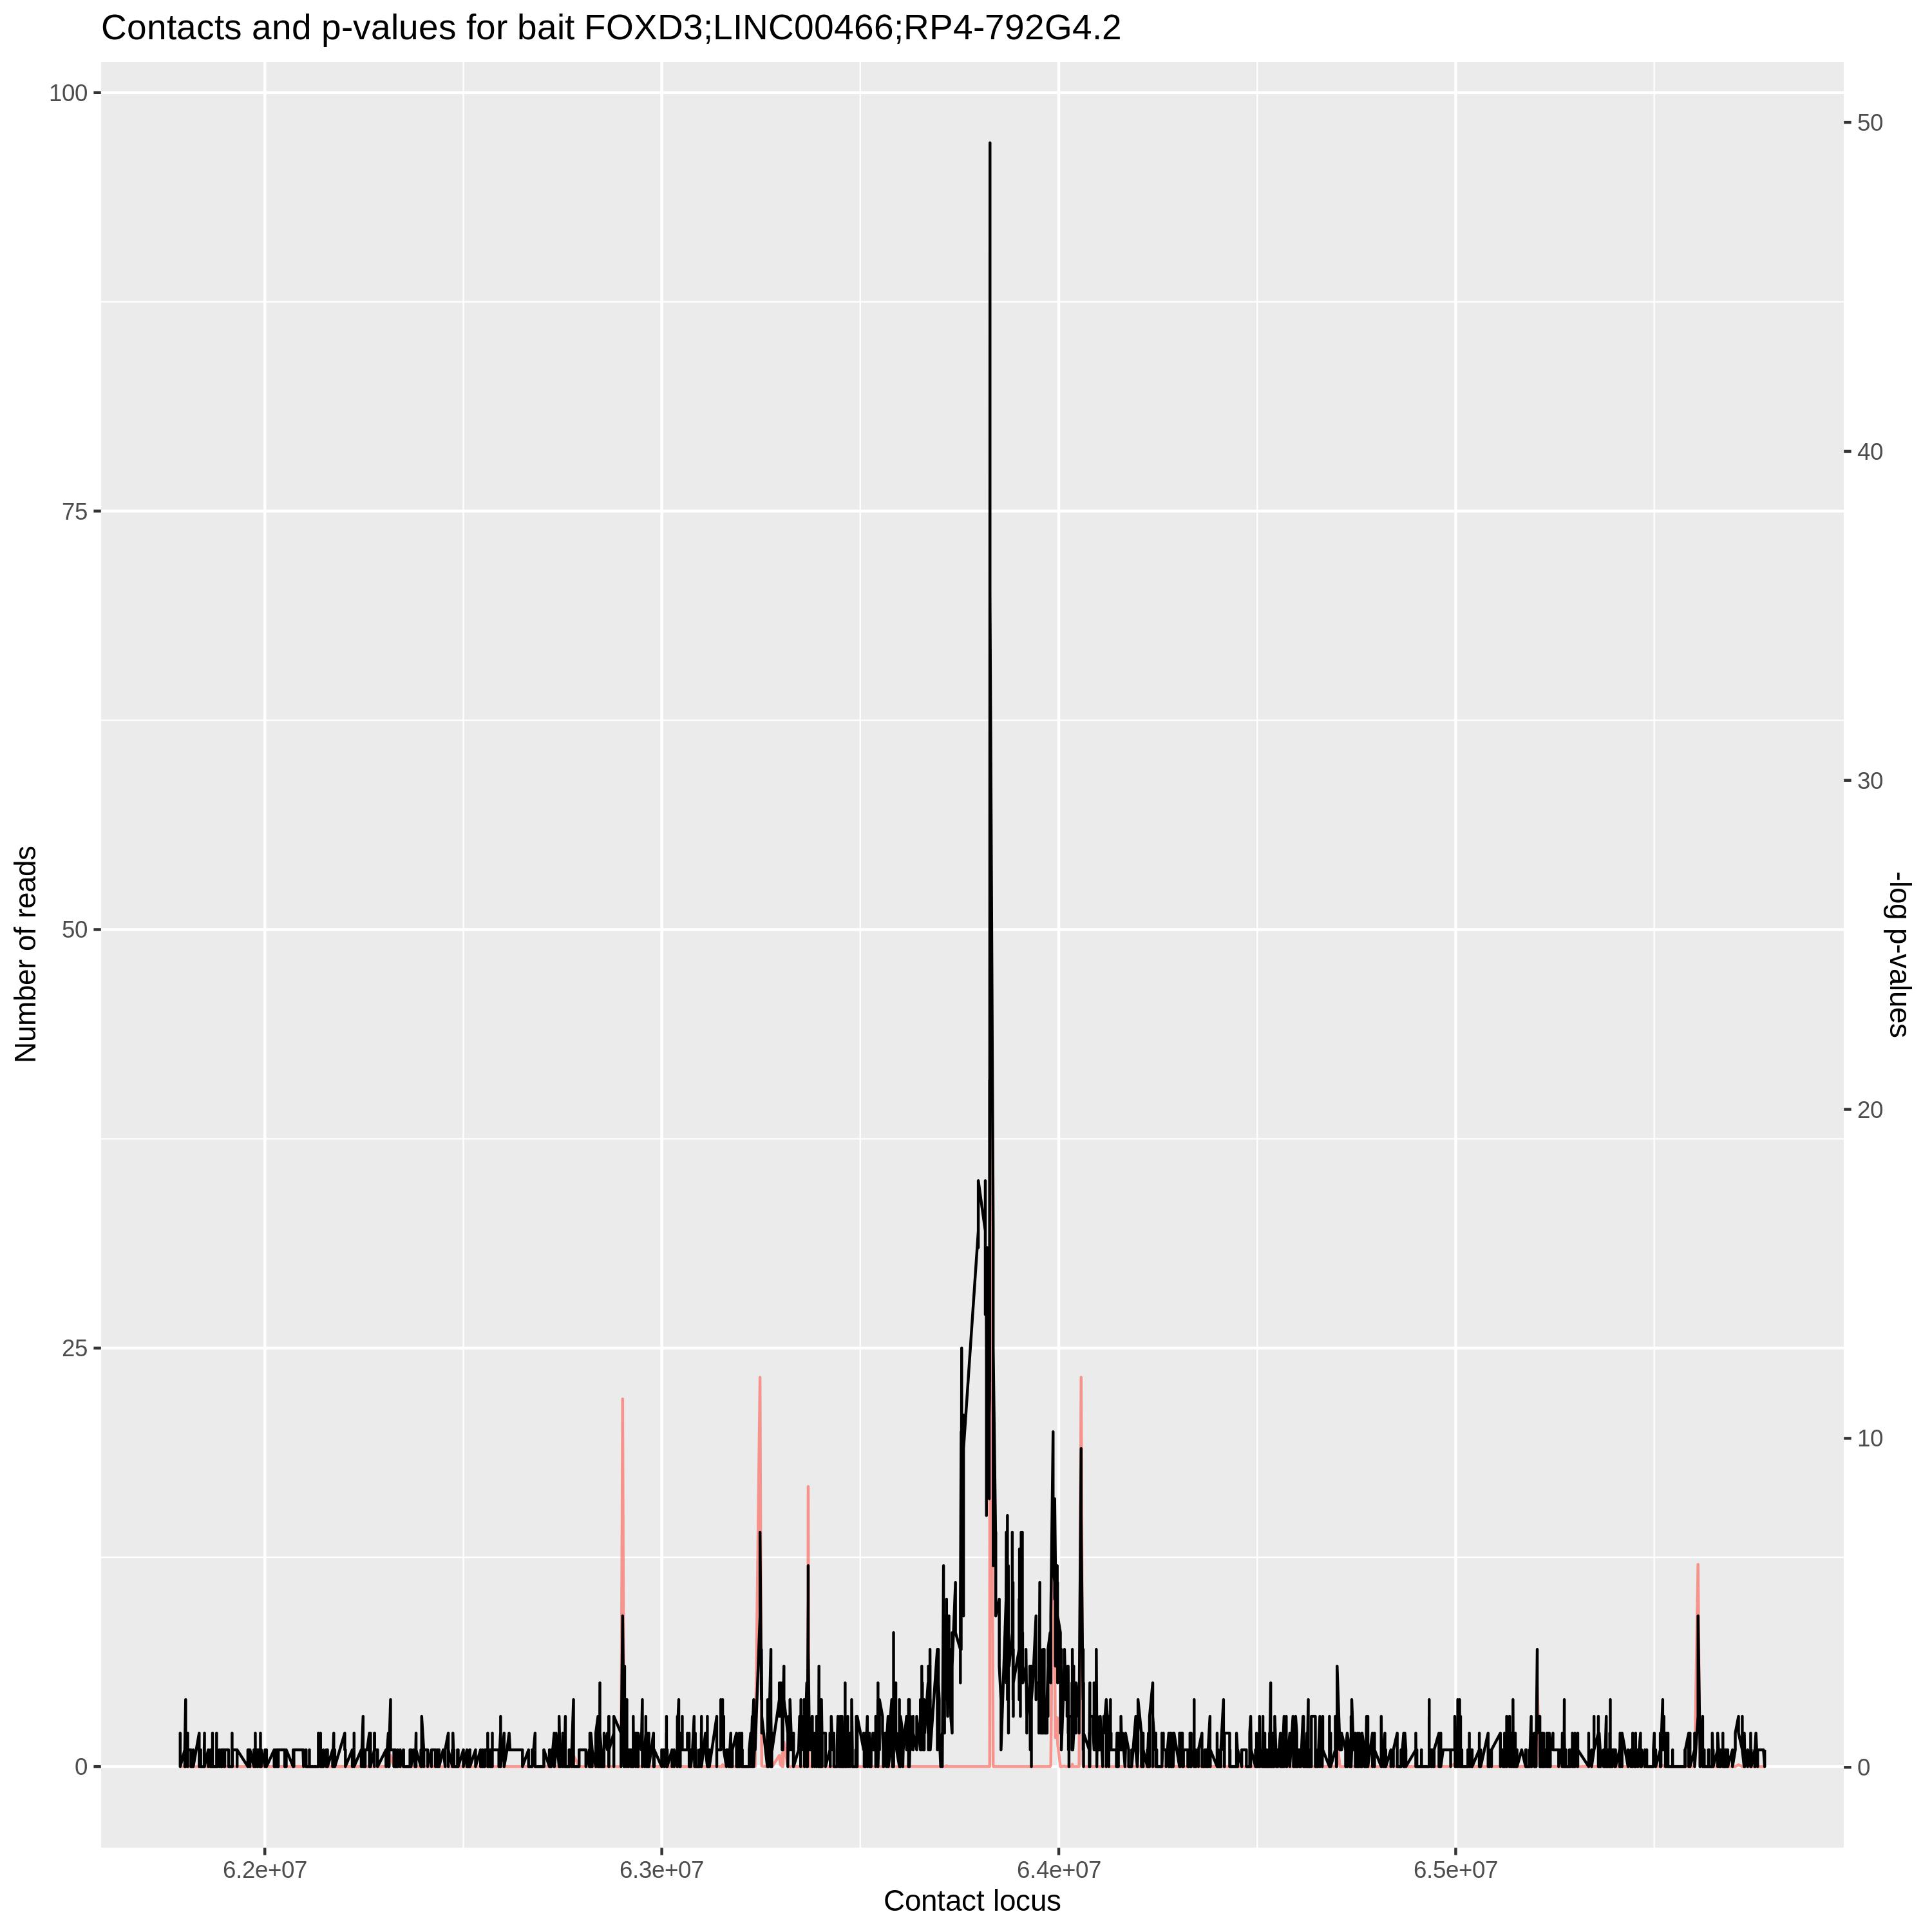 Contacts and p-values for bait FOXD3;LINC00466;RP4-792G4.2
100
75
50
25
0
Number of reads
50
40
30
20
10
0
-log p-values
6.2e+07
6.3e+07
6.4e+07
6.5e+07
Contact locus